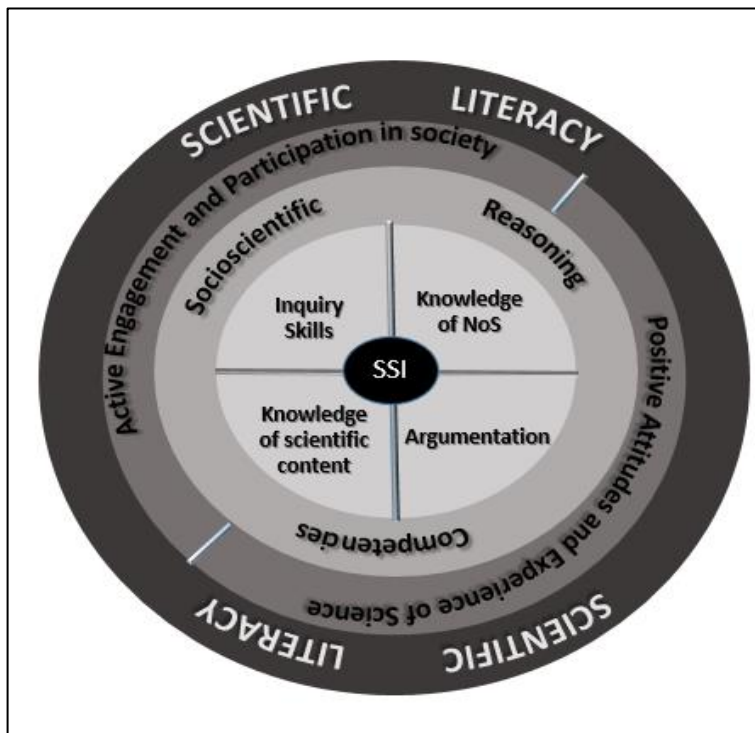 SCIENTIFIC LITERACY
Active Engagement and Participation in society
Socioscientific Reasoning
Inquiry
Skills
Knowledge
of NoS
SSI
Knowledge
of scientific
content
Argumentation
Competencies
Positive Attitudes and Experience of Science
SCIENTIFIC LITERACY